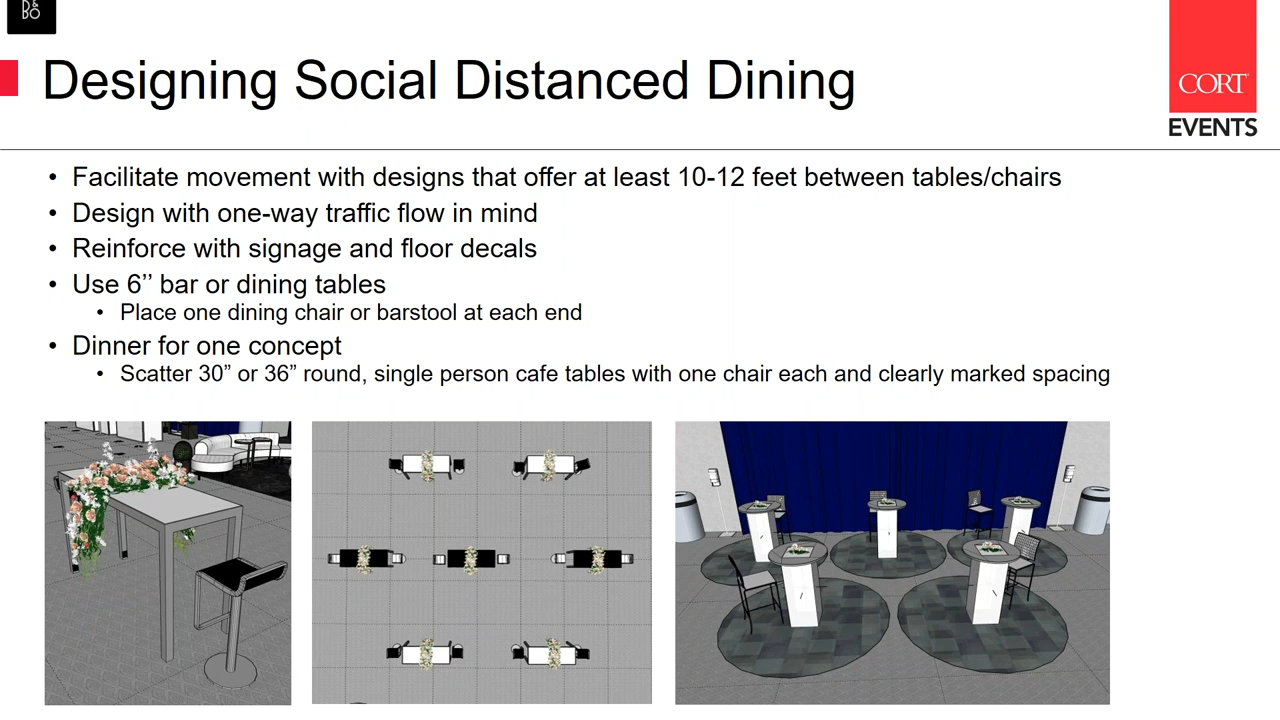 B&
BO
Designing Social Distanced Dining
CORT
EVENTS
• Facilitate movement with designs that offer at least 10-12 feet between tables/chairs
• Design with one-way traffic flow in mind
• Reinforce with signage and floor decals
• Use 6’’ bar or dining tables
• Place one dining chair or barstool at each end
• Dinner for one concept
• Scatter 30” or 36” round, single person cafe tables with one chair each and clearly marked spacing